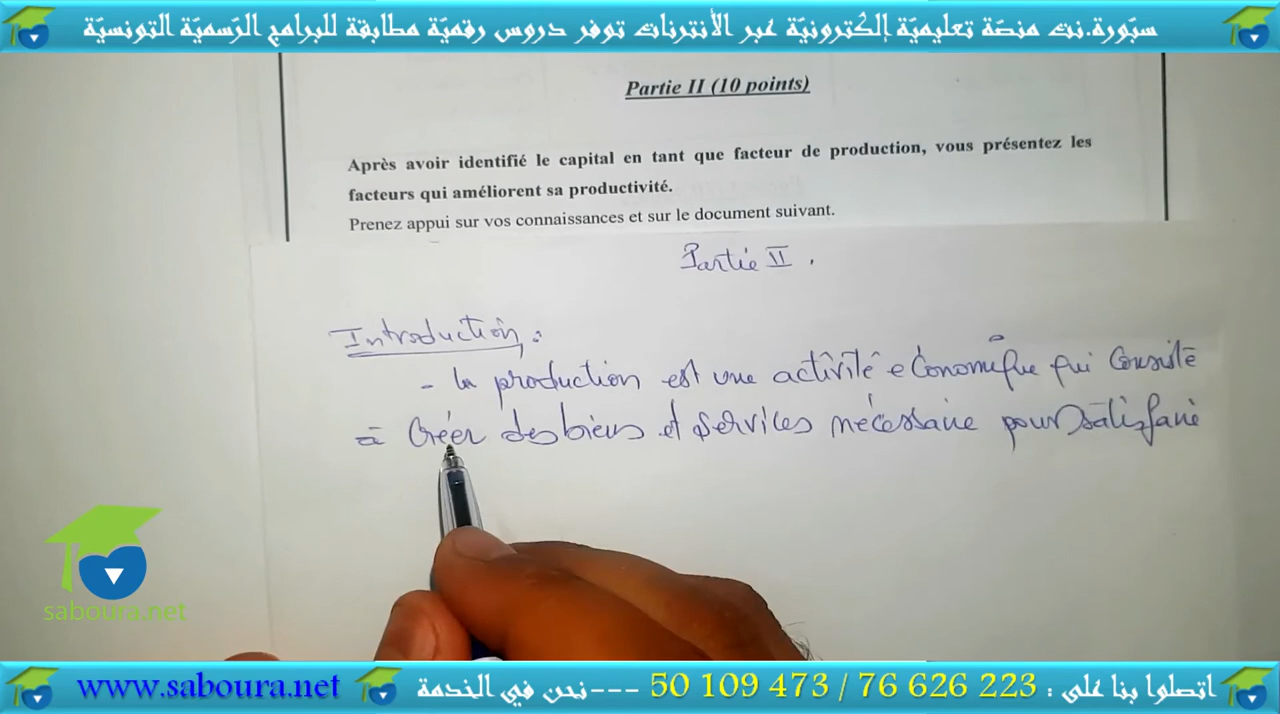 سبّورة.نت منصّة تعليميّة إلكترونيّة عبر الأنترنات توفر دروس رقميّة مطابقة للبرامج الرّسميّة التونسيّة
Partie II (10 points)
Après avoir identifié le capital en tant que facteur de production, vous présentez les
facteurs qui améliorent sa productivité.
Prenez appui sur vos connaissances et sur le document suivant.
Partie II.
Introduction :
- la production est une activité économique qui consiste
à créer des biens et services nécessaire pour satisfaire
saboura.net
www.saboura.net اتصلوا بنا على : 50 109 473 / 76 626 223 ---نحن في الخدمة